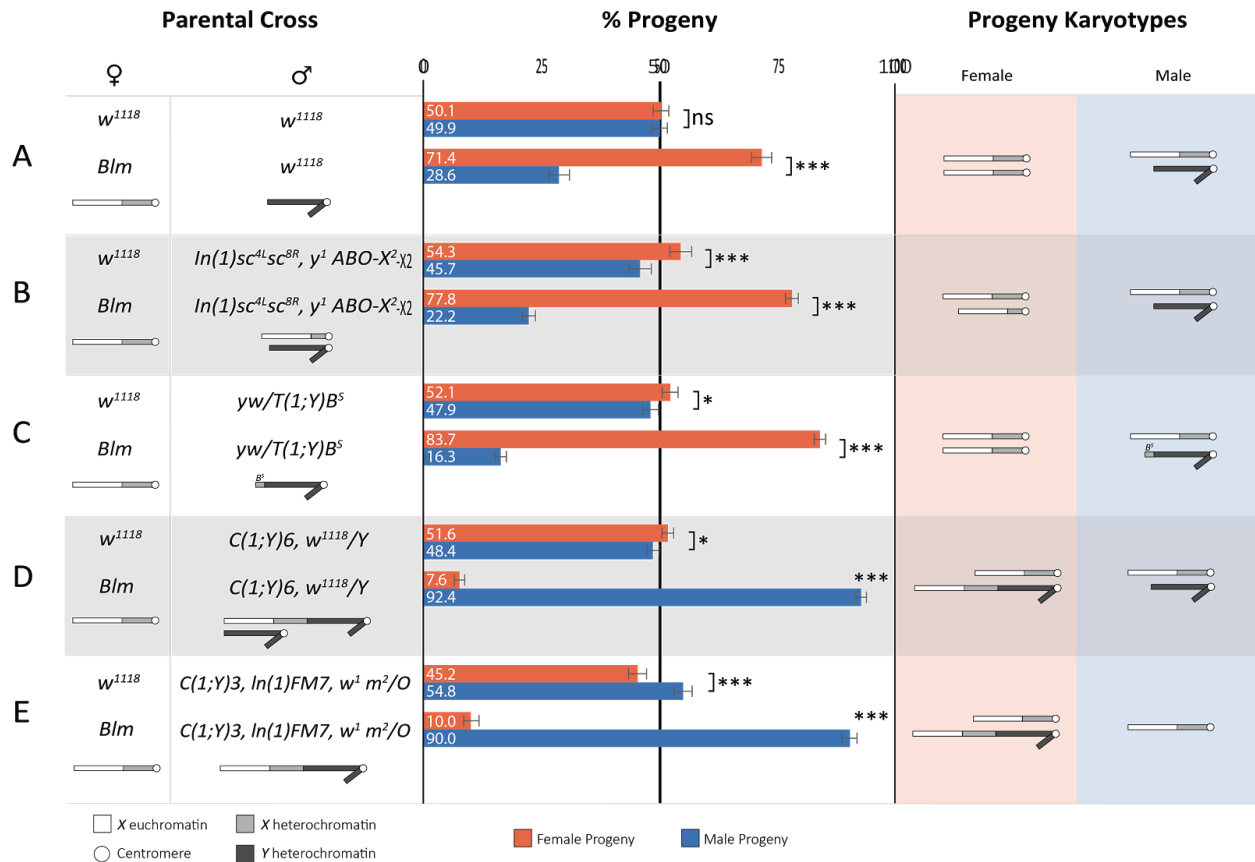 Parental Cross % Progeny Progeny Karyotypes
♀ ♂ 0 25 50 75 100 Female Male
A
w1118 w1118 50.1 ns
49.9
Blm w1118 71.4 ***
28.6
B
w1118 In(1)sc4Lsc8R, y1 ABO-X2-X2 54.3 ***
45.7
Blm In(1)sc4Lsc8R, y1 ABO-X2-X2 77.8 ***
22.2
C
w1118 yw/T(1;Y)BS 52.1 *
47.9
Blm yw/T(1;Y)BS 83.7 ***
16.3
BS BS
D
w1118 C(1;Y)6, w1118/Y 51.6 *
48.4
Blm C(1;Y)6, w1118/Y 7.6 ***
92.4
E
w1118 C(1;Y)3, ln(1)FM7, w1 m2/O 45.2 ***
54.8
Blm C(1;Y)3, ln(1)FM7, w1 m2/O 10.0 ***
90.0
X euchromatin X heterochromatin Female Progeny Male Progeny
Centromere Y heterochromatin